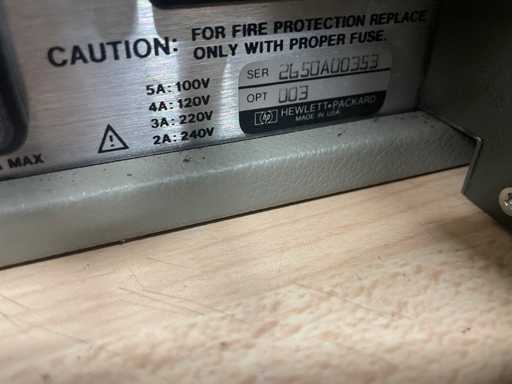 CAUTION: FOR FIRE PROTECTION REPLACE
ONLY WITH PROPER FUSE.
5A: 100V
4A: 120V
3A: 220V
2A: 240V
SER 2650A00353
OPT 003
hp HEWLETT•PACKARD
MADE IN USA
MAX